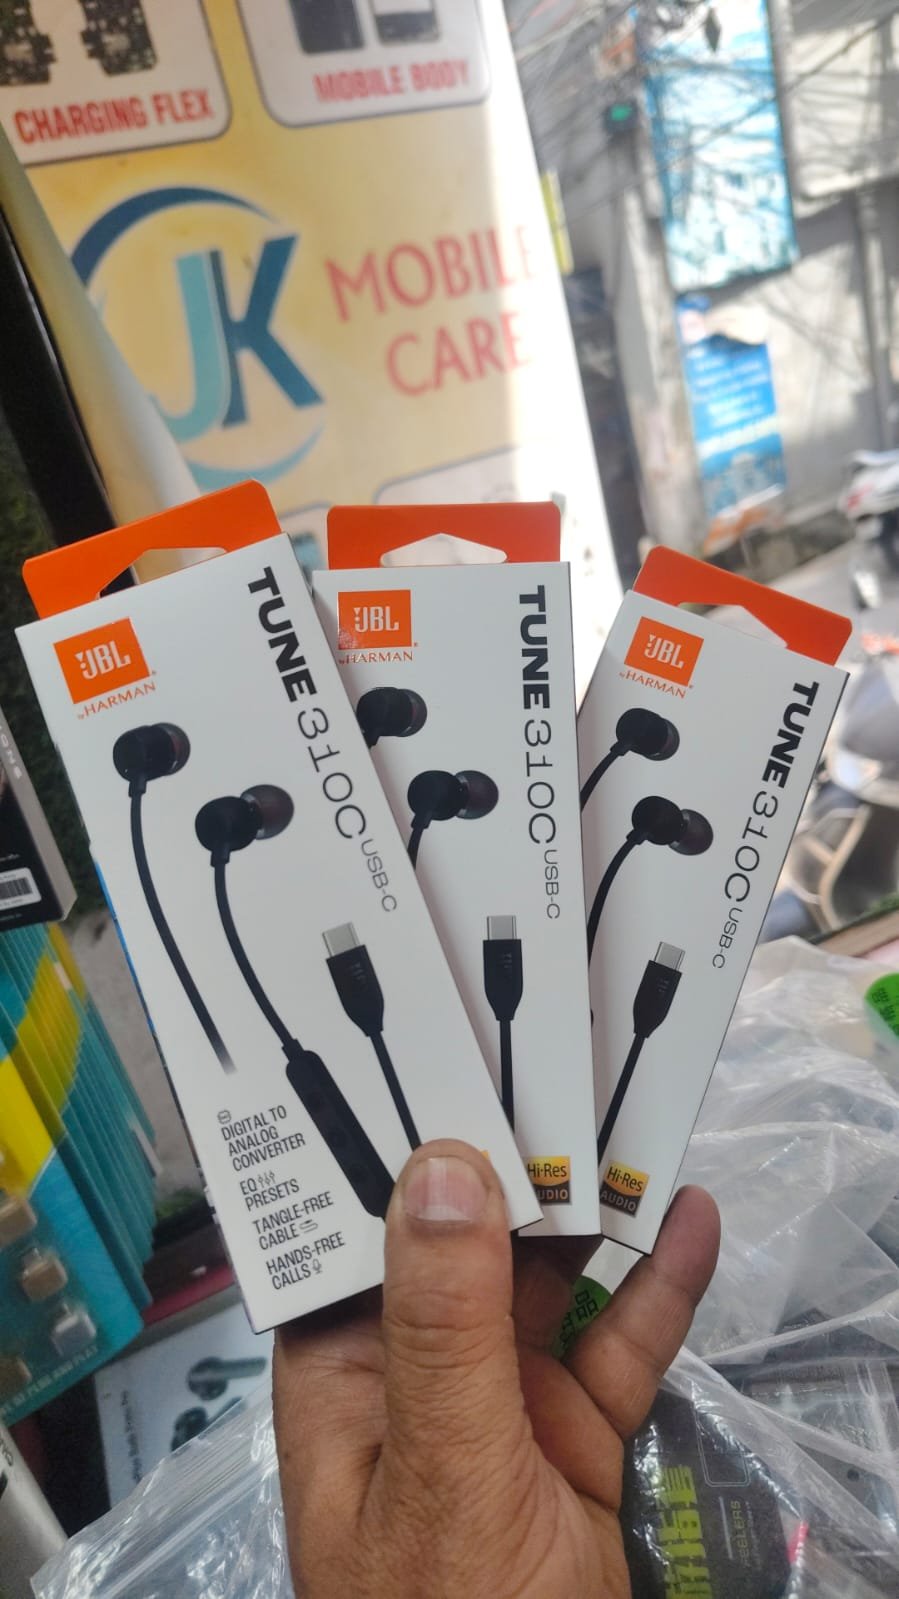 CHARGING FLEX
MOBILE BODY
JK
MOBILE
CARE
JBL
by HARMAN
TUNE 310C USB-C
DIGITAL TO
ANALOG
CONVERTER
EQ
PRESETS
TANGLE-FREE
CABLE
HANDS-FREE
CALLS
JBL
by HARMAN
TUNE 310C USB-C
Hi-Res
AUDIO
JBL
by HARMAN
TUNE 310C USB-C
Hi-Res
AUDIO